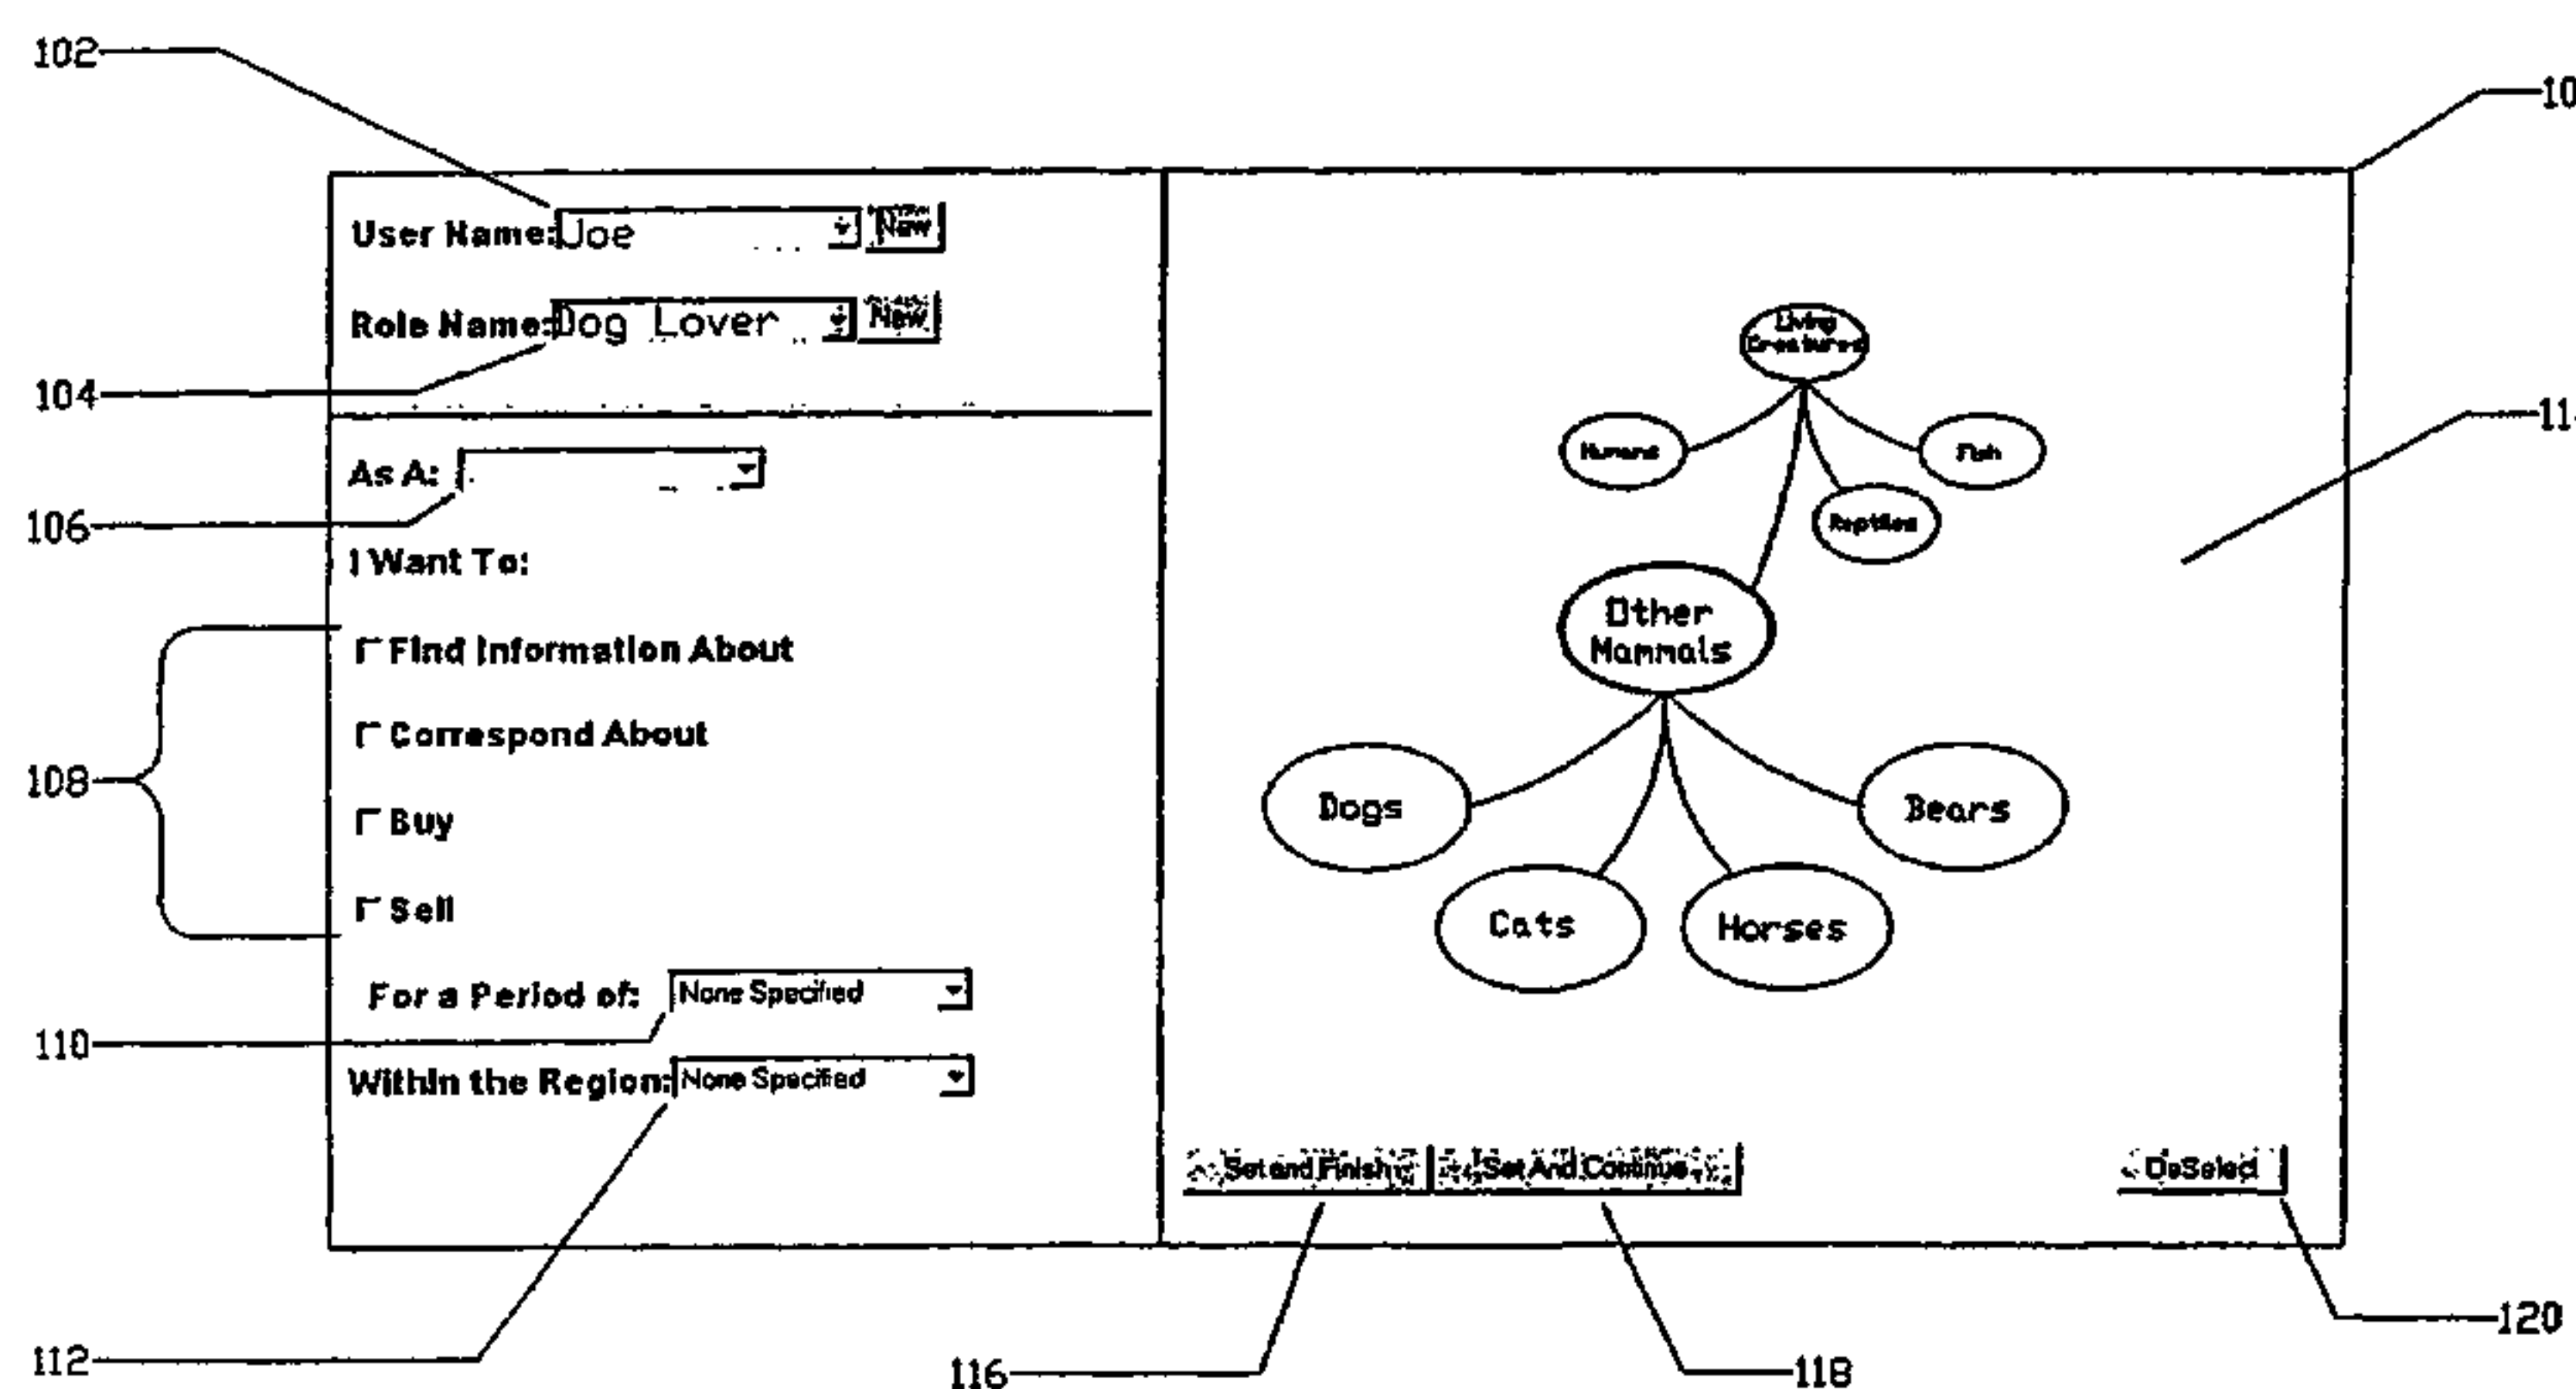 102
10
User Name: Joe New
Role Name: Dog Lover New
104
11
As A:
106
I Want To:
Find Information About
Correspond About
108
Buy
Sell
For a Period of: None Specified
110
Within the Region: None Specified
112
Living
Creatures
Humans
Fish
Reptiles
Other
Mammals
Dogs
Bears
Cats
Horses
Set and Finish
Set And Continue
DeSelect
116
118
120